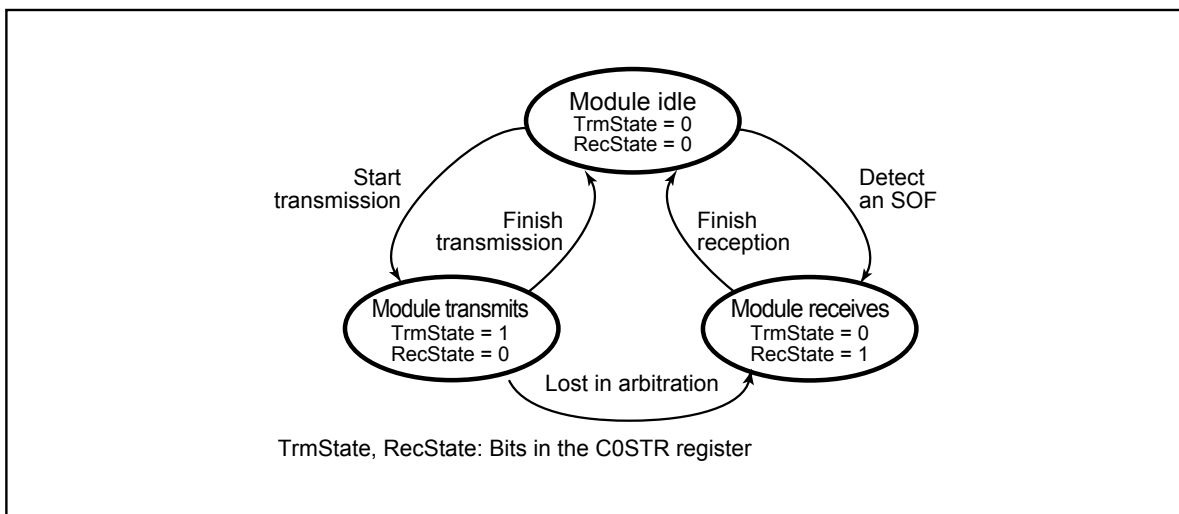 Module idle
TrmState = 0
RecState = 0
Start
transmission
Finish
transmission
Finish
reception
Detect
an SOF
Module transmits
TrmState = 1
RecState = 0
Module receives
TrmState = 0
RecState = 1
Lost in arbitration
TrmState, RecState: Bits in the C0STR register